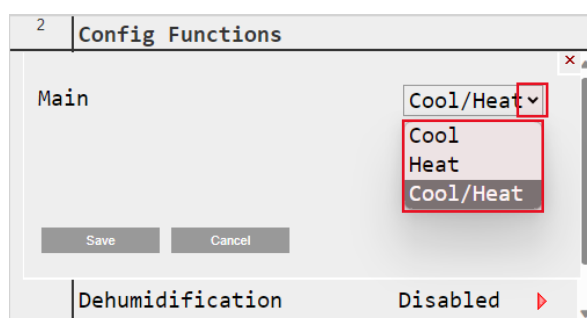 2 Config Functions
Main Cool/Heat
Cool
Heat
Cool/Heat
Save Cancel
Dehumidification Disabled